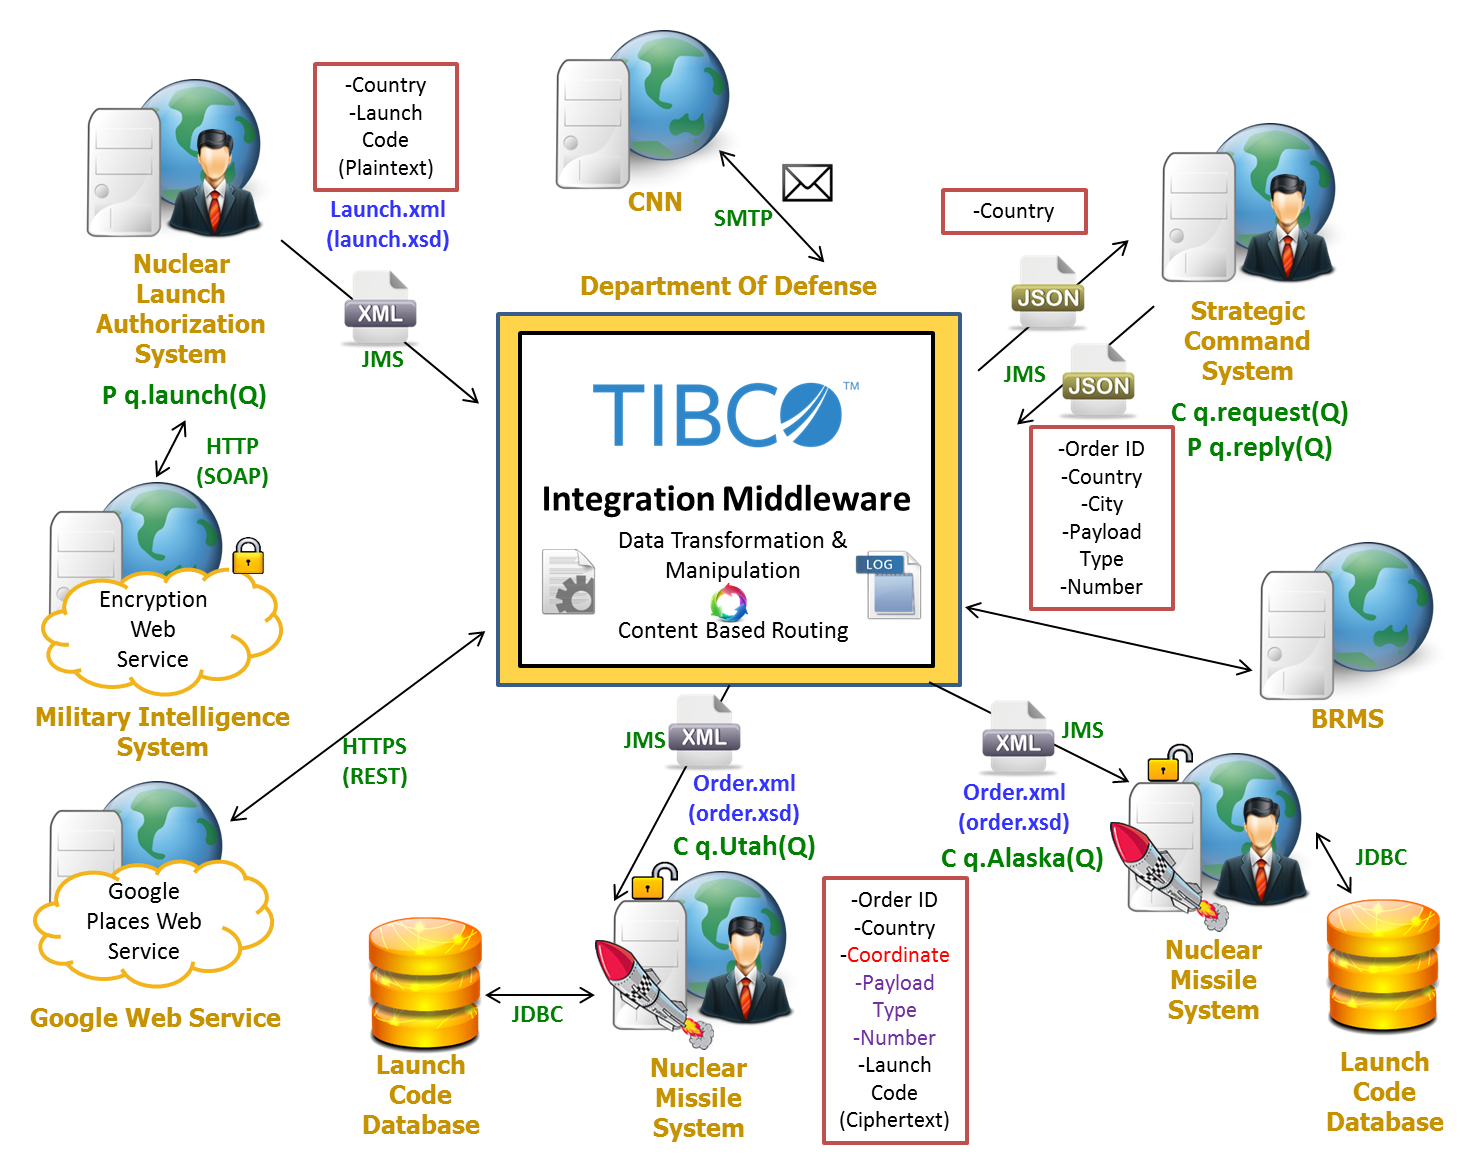 -Country
-Launch
Code
(Plaintext)
Launch.xml
(launch.xsd)
XML
JMS
Nuclear
Launch
Authorization
System
P q.launch(Q)
HTTP
(SOAP)
Encryption
Web
Service
Military Intelligence
System
HTTPS
(REST)
Google
Places Web
Service
Google Web Service
CNN
SMTP
Department Of Defense
TIBCO™
Integration Middleware
Data Transformation &
Manipulation
LOG
Content Based Routing
-Country
JSON
JMS
JSON
Strategic
Command
System
C q.request(Q)
P q.reply(Q)
-Order ID
-Country
-City
-Payload
Type
-Number
BRMS
JMS
XML
Order.xml
(order.xsd)
C q.Utah(Q)
XML
JMS
Order.xml
(order.xsd)
C q.Alaska(Q)
JDBC
Launch
Code
Database
Nuclear
Missile
System
-Order ID
-Country
-Coordinate
-Payload
Type
-Number
-Launch
Code
(Ciphertext)
JDBC
Nuclear
Missile
System
Launch
Code
Database